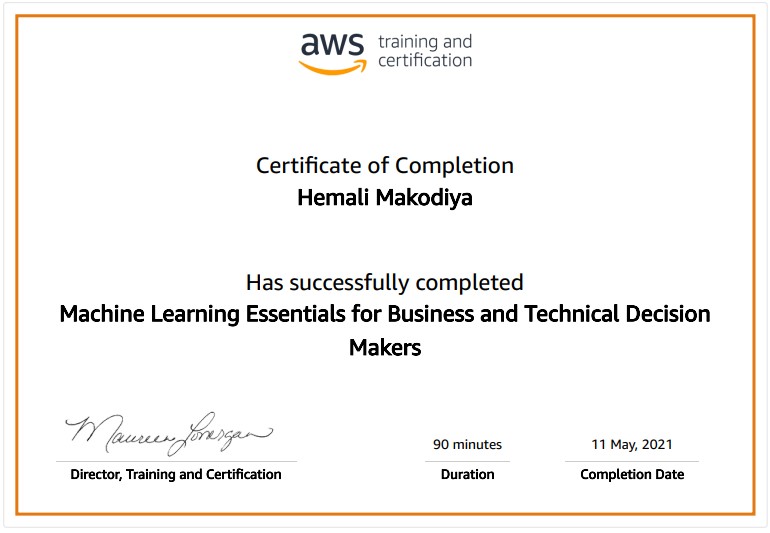 aws training and
certification
Certificate of Completion
Hemali Makodiya
Has successfully completed
Machine Learning Essentials for Business and Technical Decision
Makers
Maureen Lonergan
90 minutes
11 May, 2021
Director, Training and Certification
Duration
Completion Date